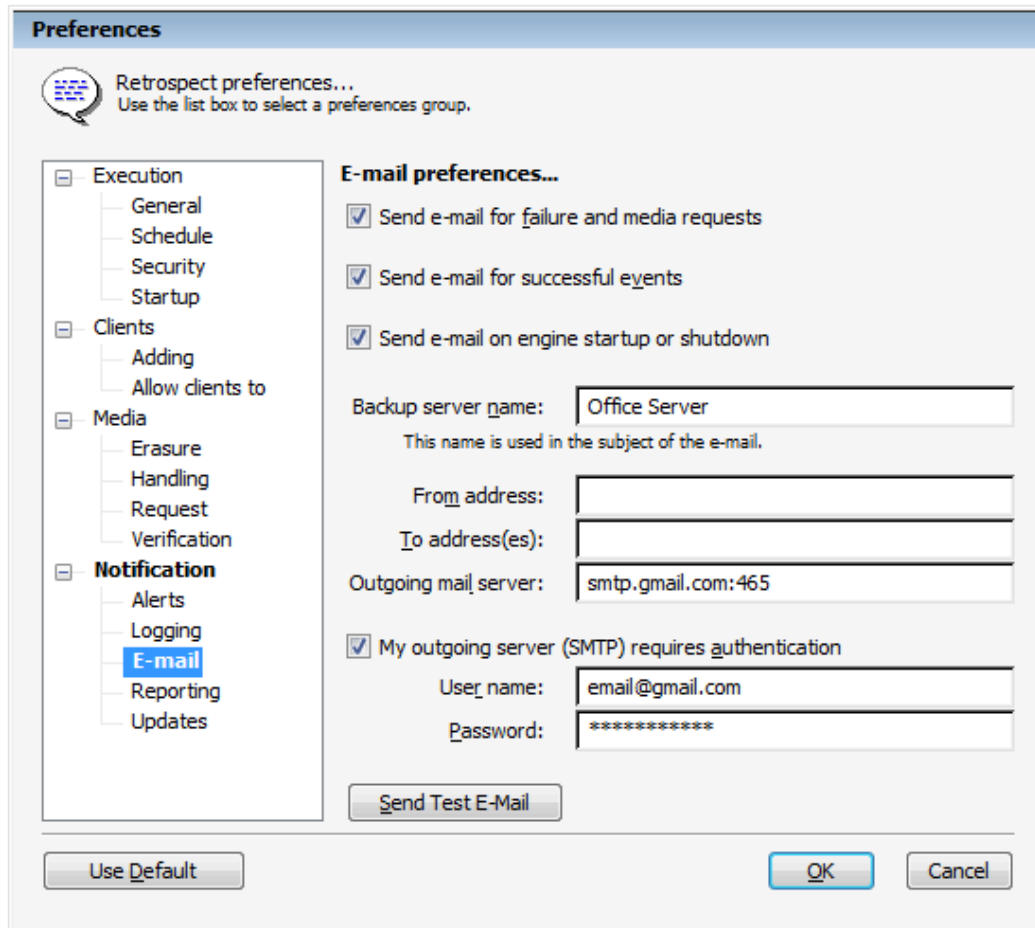 Preferences
Retrospect preferences...
Use the list box to select a preferences group.
Execution
General
Schedule
Security
Startup
Clients
Adding
Allow clients to
Media
Erasure
Handling
Request
Verification
Notification
Alerts
Logging
E-mail
Reporting
Updates
E-mail preferences...
Send e-mail for failure and media requests
Send e-mail for successful events
Send e-mail on engine startup or shutdown
Backup server name: Office Server
This name is used in the subject of the e-mail.
From address:
To address(es):
Outgoing mail server: smtp.gmail.com:465
My outgoing server (SMTP) requires authentication
User name: email@gmail.com
Password: ***********
Send Test E-Mail
Use Default
OK
Cancel